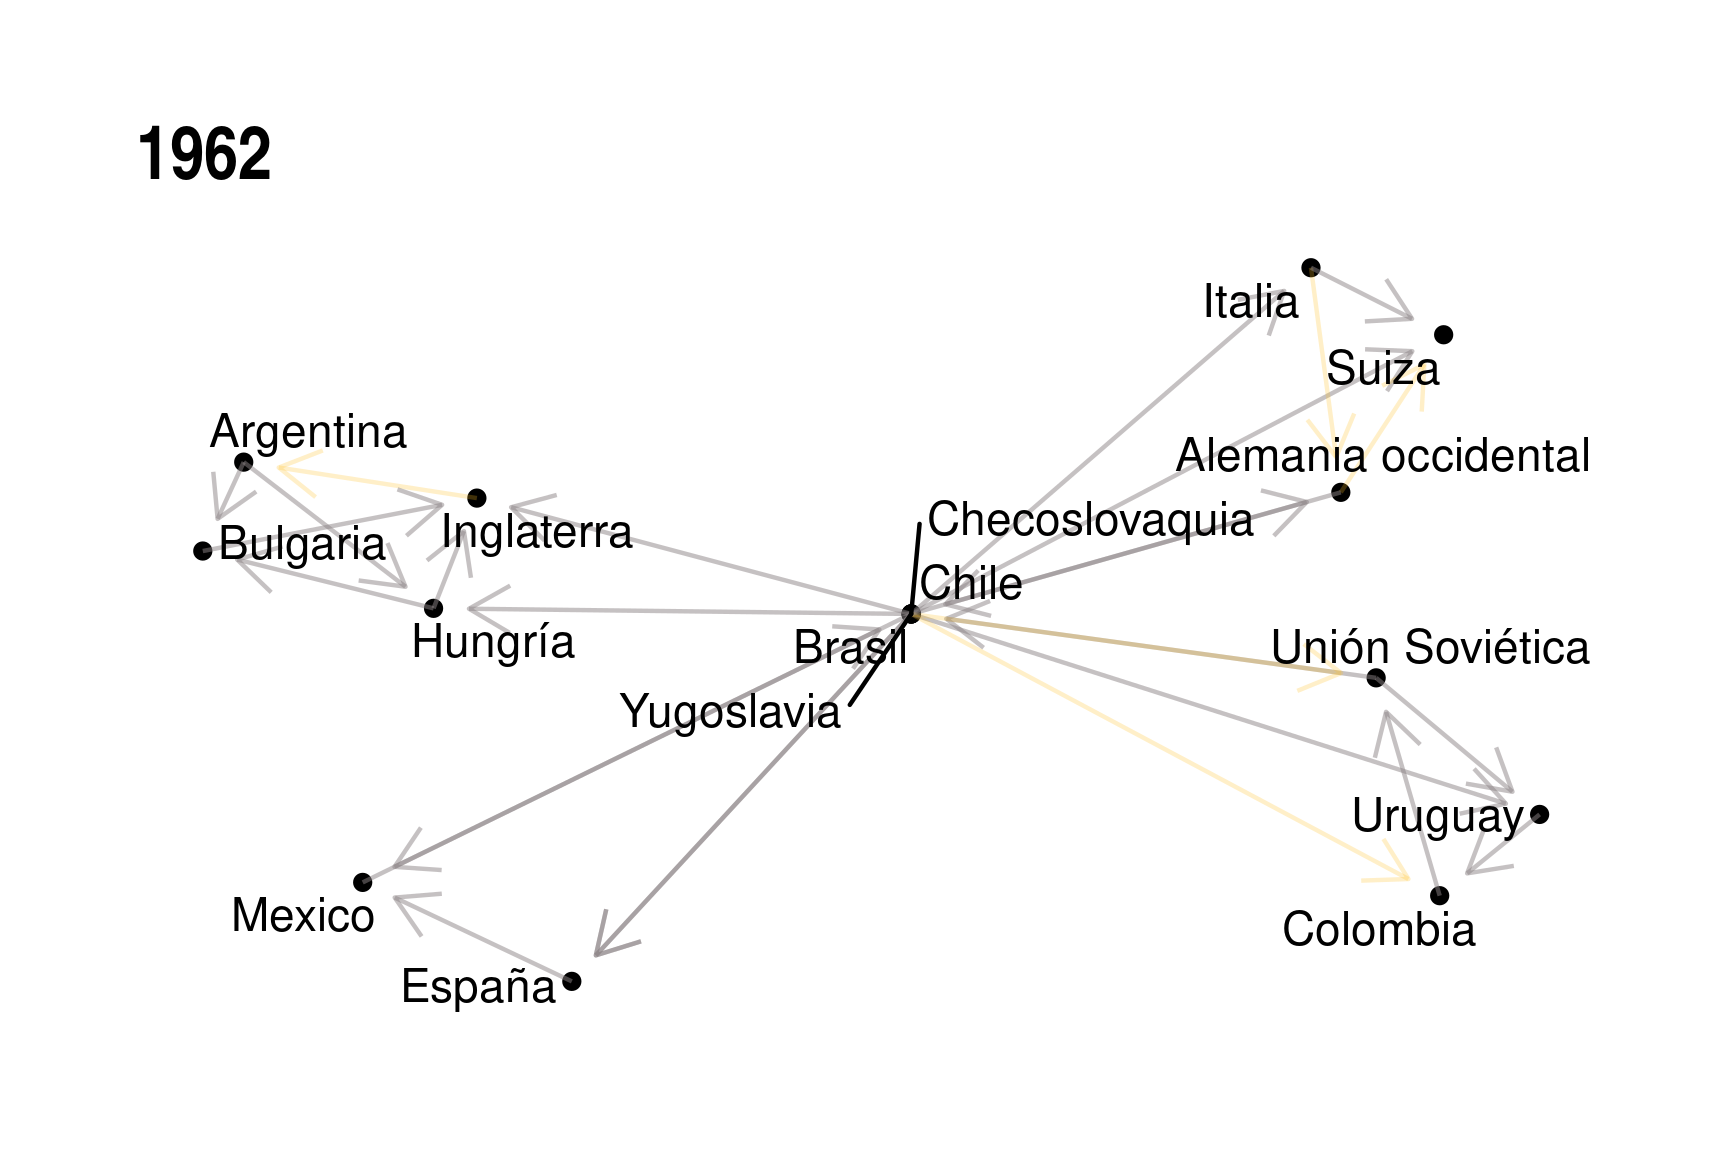 1962
Italia
Suiza
Argentina
Alemania occidental
Checoslovaquia
Inglaterra
Bulgaria
Chile
Hungría
Brasil
Unión Soviética
Yugoslavia
Uruguay
Mexico
Colombia
España